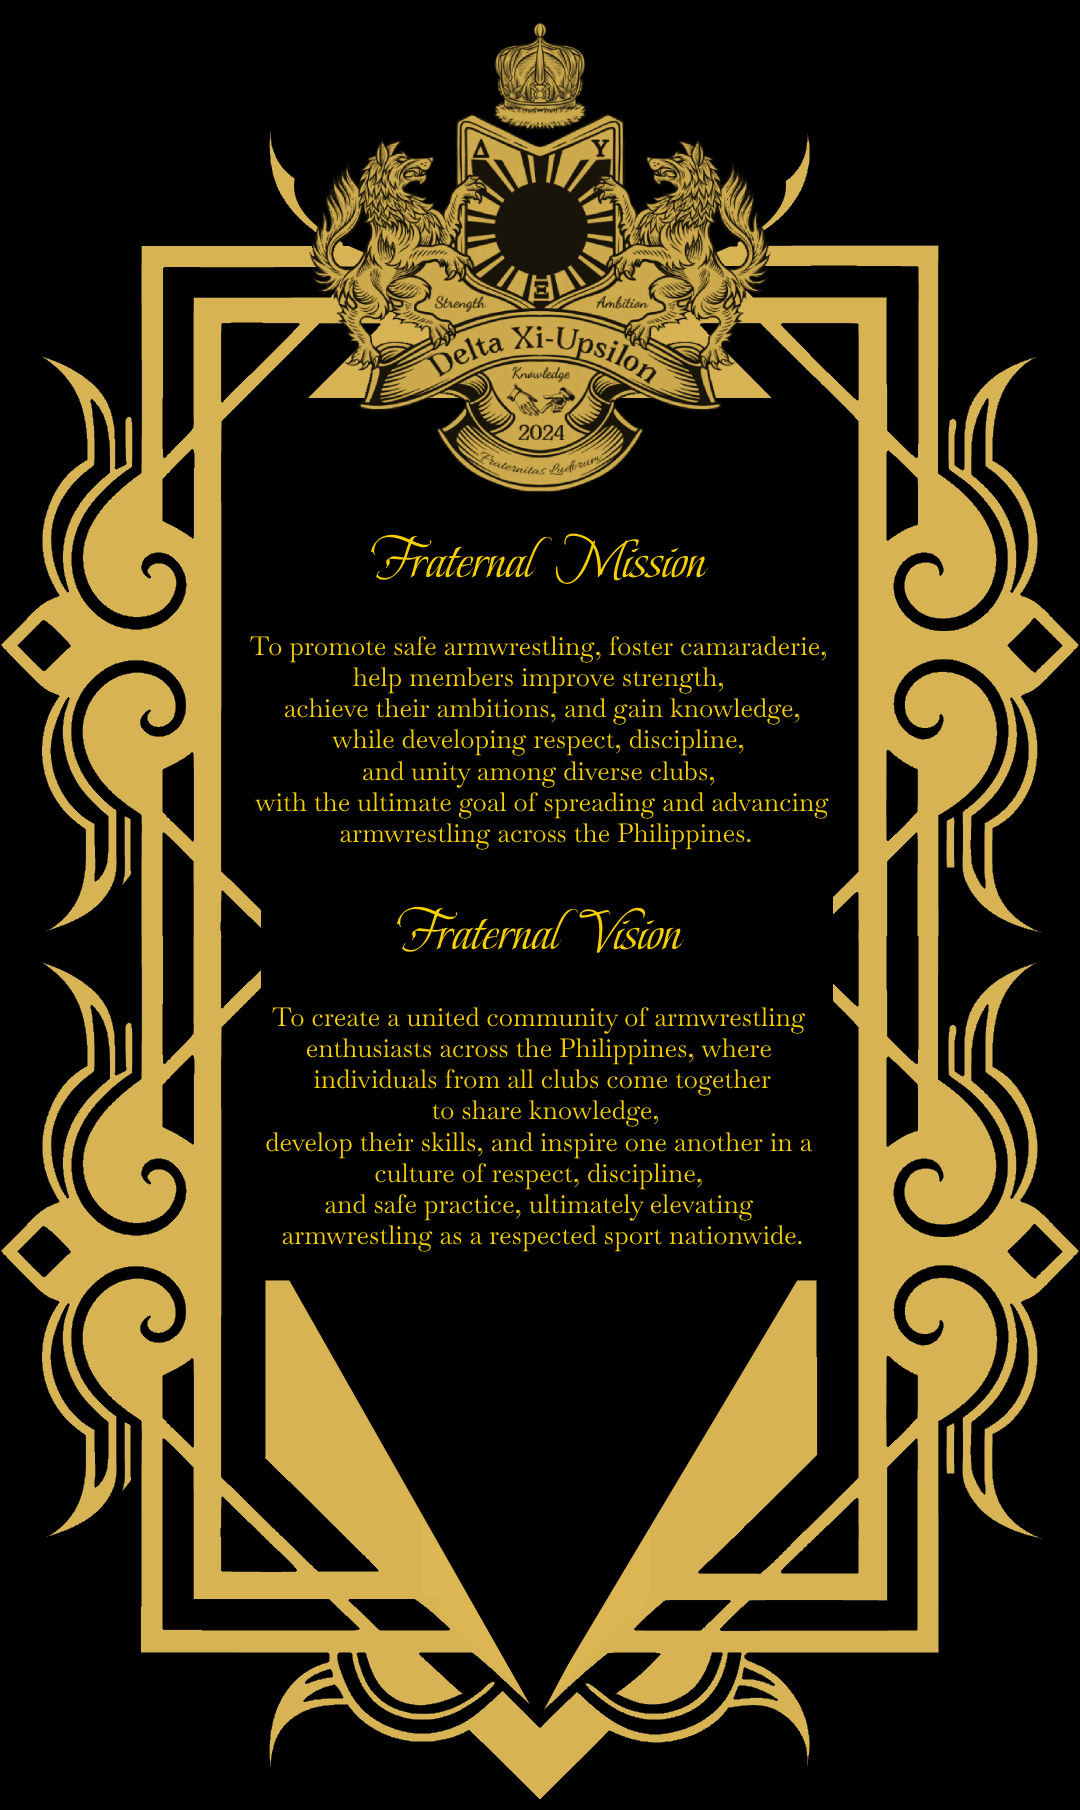 Δ Υ
Ξ
Strength Ambition
Delta Xi-Upsilon
Knowledge
2024
Fraternitas Ludorum
Fraternal Mission
To promote safe armwrestling, foster camaraderie,
help members improve strength,
achieve their ambitions, and gain knowledge,
while developing respect, discipline,
and unity among diverse clubs,
with the ultimate goal of spreading and advancing
armwrestling across the Philippines.
Fraternal Vision
To create a united community of armwrestling
enthusiasts across the Philippines, where
individuals from all clubs come together
to share knowledge,
develop their skills, and inspire one another in a
culture of respect, discipline,
and safe practice, ultimately elevating
armwrestling as a respected sport nationwide.